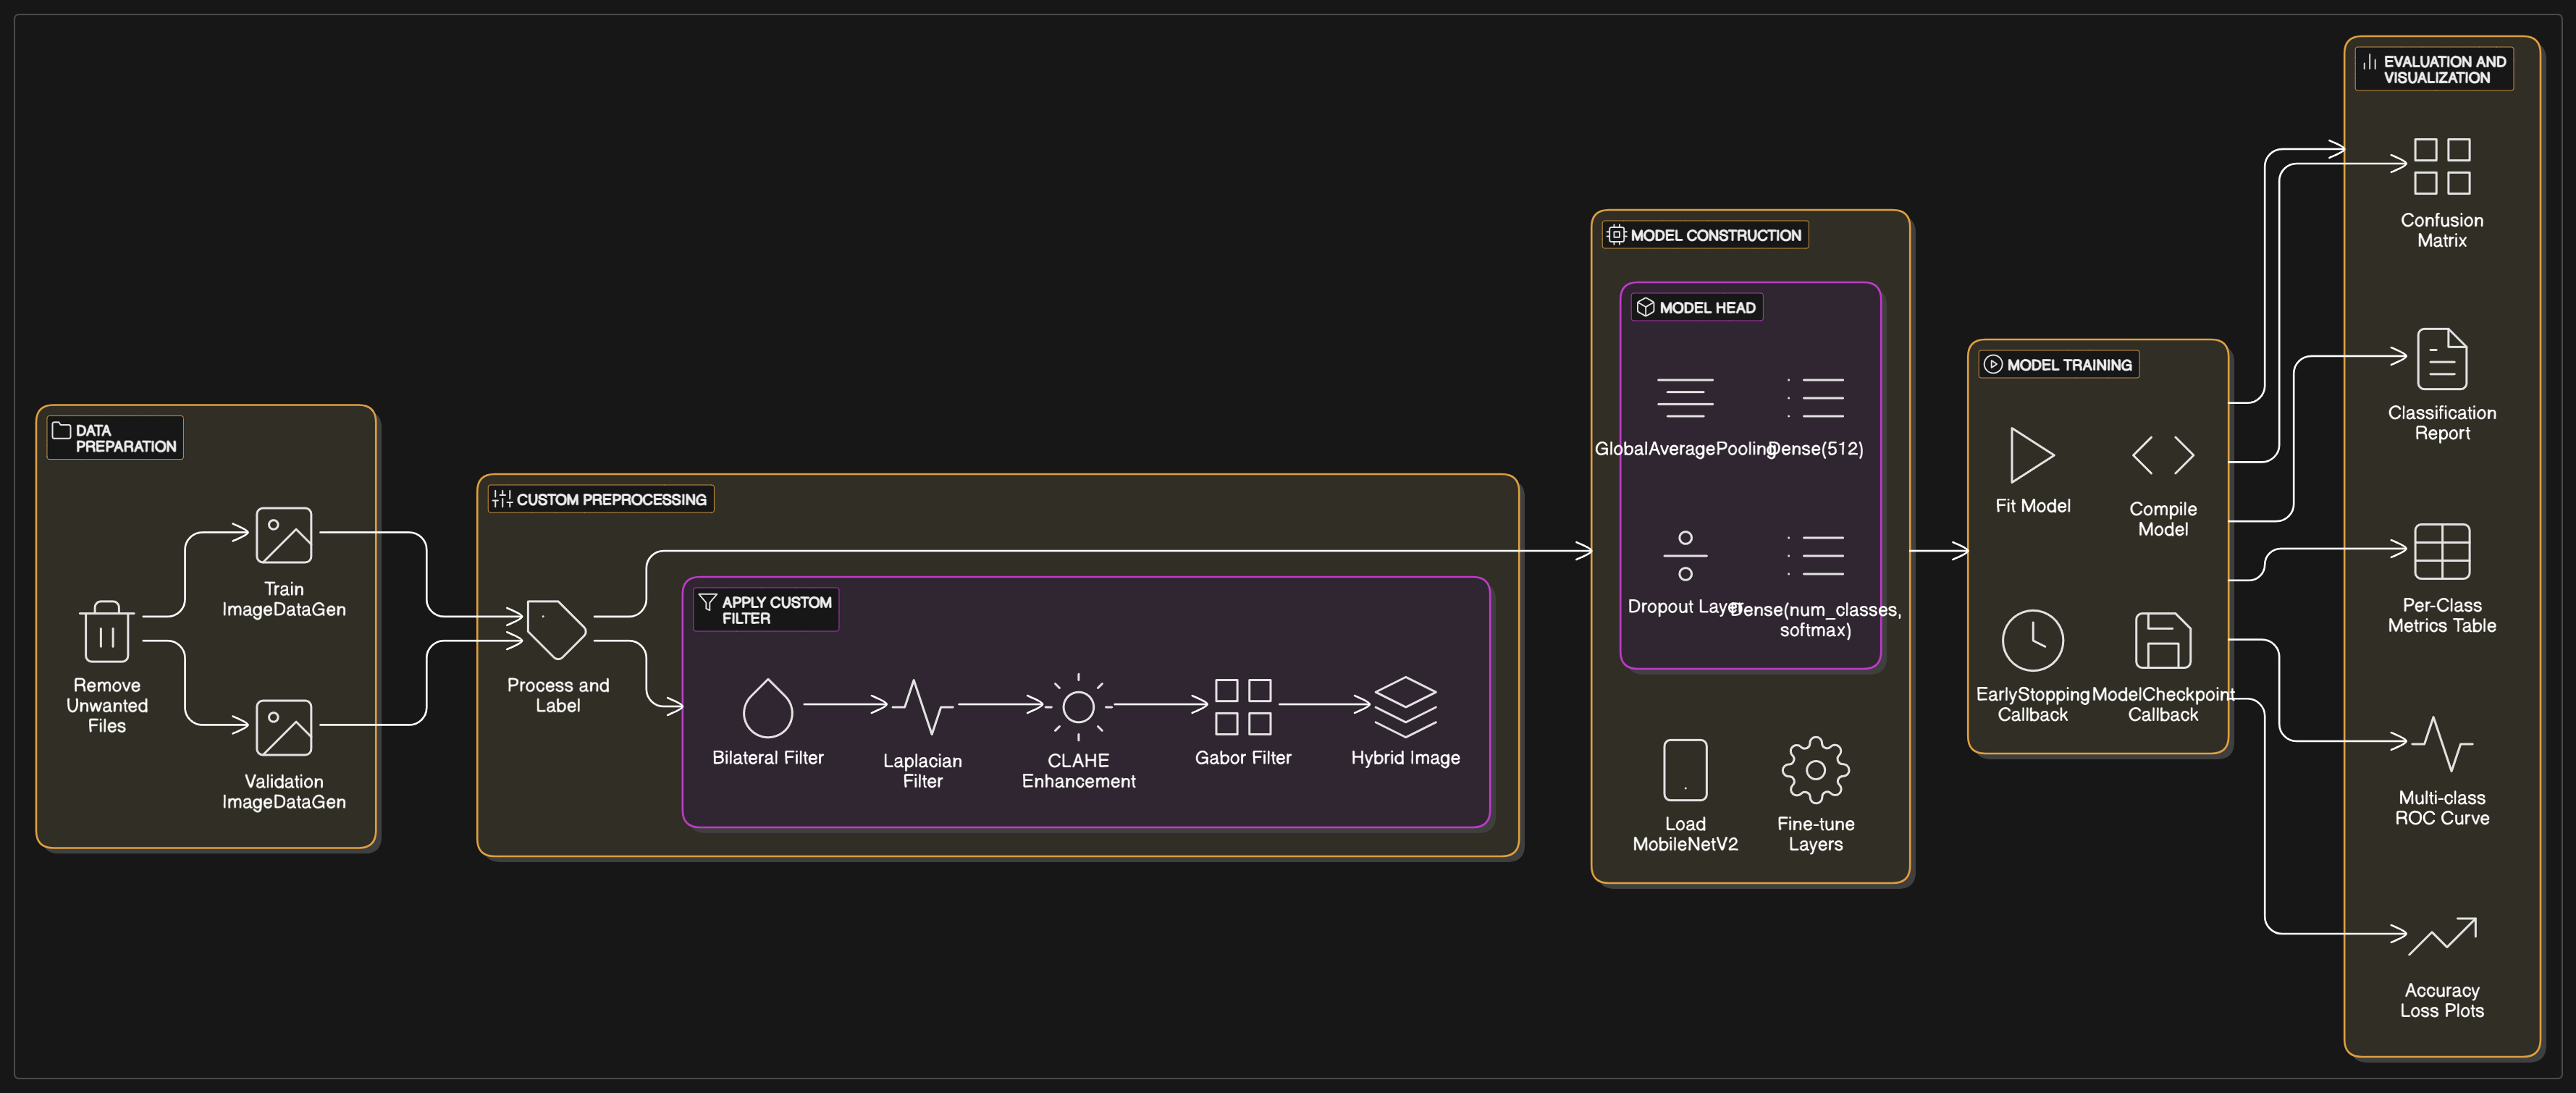 DATA
PREPARATION
Remove
Unwanted
Files
Train
ImageDataGen
Validation
ImageDataGen
CUSTOM PREPROCESSING
Process and
Label
APPLY CUSTOM
FILTER
Bilateral Filter
Laplacian
Filter
CLAHE
Enhancement
Gabor Filter
Hybrid Image
MODEL CONSTRUCTION
MODEL HEAD
GlobalAveragePooling
Dense(512)
Dropout Layer
Dense(num_classes,
softmax)
Load
MobileNetV2
Fine-tune
Layers
MODEL TRAINING
Fit Model
Compile
Model
EarlyStopping
Callback
ModelCheckpoint
Callback
EVALUATION AND
VISUALIZATION
Confusion
Matrix
Classification
Report
Per-Class
Metrics Table
Multi-class
ROC Curve
Accuracy
Loss Plots